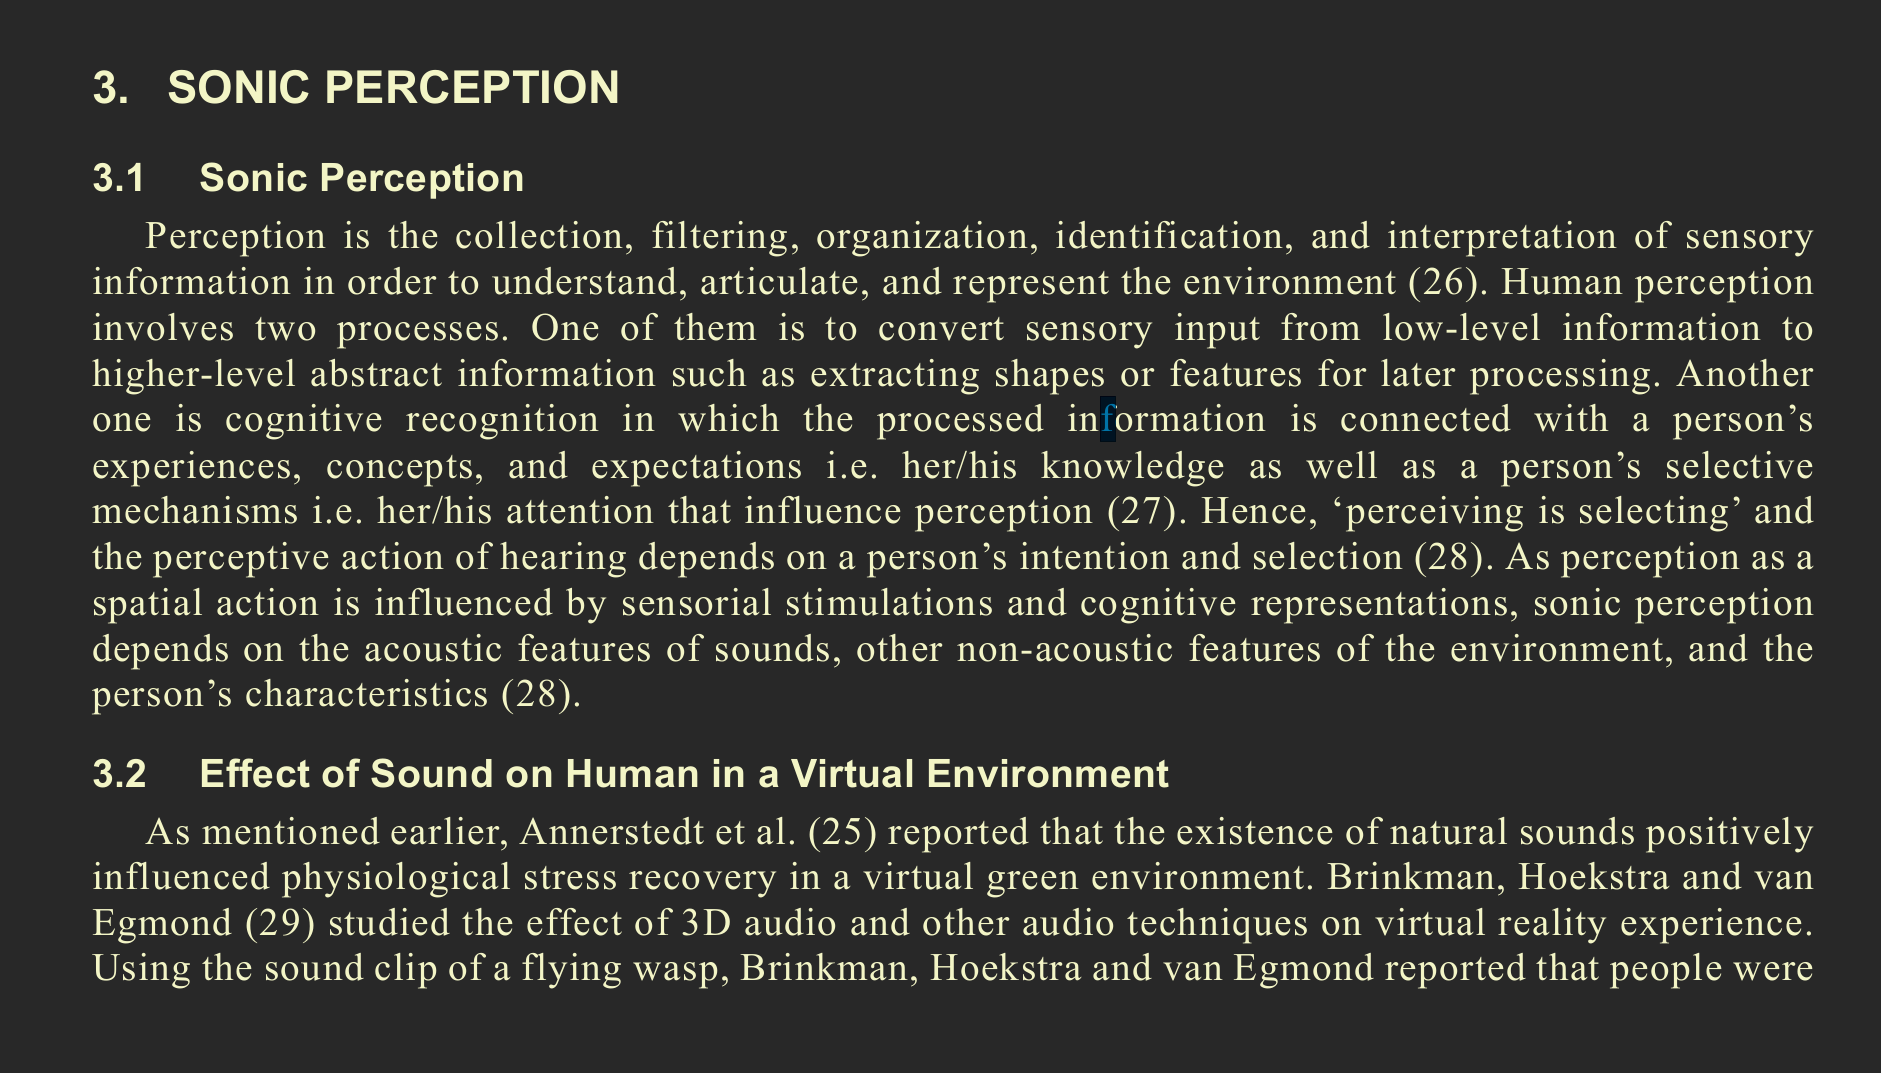 3. SONIC PERCEPTION
3.1 Sonic Perception
Perception is the collection, filtering, organization, identification, and interpretation of sensory
information in order to understand, articulate, and represent the environment (26). Human perception
involves two processes. One of them is to convert sensory input from low-level information to
higher-level abstract information such as extracting shapes or features for later processing. Another
one is cognitive recognition in which the processed information is connected with a person’s
experiences, concepts, and expectations i.e. her/his knowledge as well as a person’s selective
mechanisms i.e. her/his attention that influence perception (27). Hence, ‘perceiving is selecting’ and
the perceptive action of hearing depends on a person’s intention and selection (28). As perception as a
spatial action is influenced by sensorial stimulations and cognitive representations, sonic perception
depends on the acoustic features of sounds, other non-acoustic features of the environment, and the
person’s characteristics (28).
3.2 Effect of Sound on Human in a Virtual Environment
As mentioned earlier, Annerstedt et al. (25) reported that the existence of natural sounds positively
influenced physiological stress recovery in a virtual green environment. Brinkman, Hoekstra and van
Egmond (29) studied the effect of 3D audio and other audio techniques on virtual reality experience.
Using the sound clip of a flying wasp, Brinkman, Hoekstra and van Egmond reported that people were